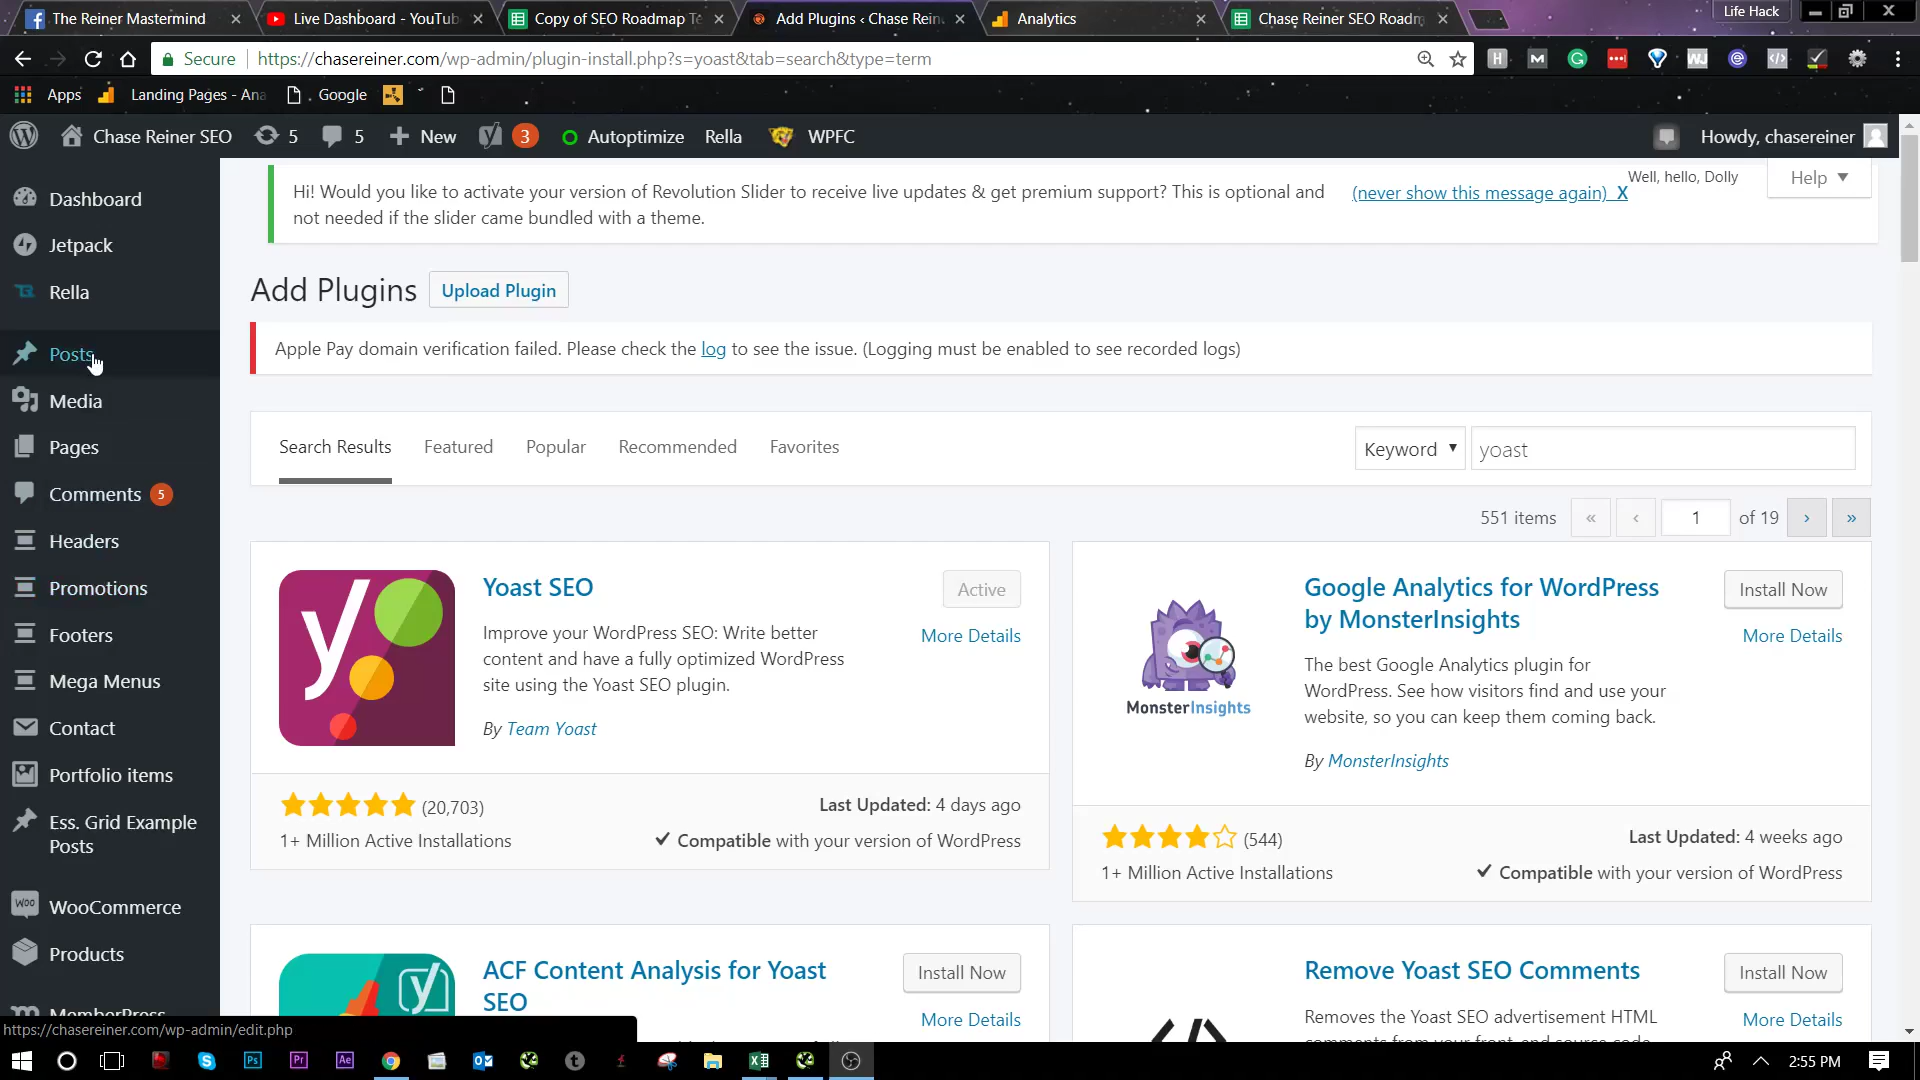 The Reiner Mastermind
Live Dashboard - YouTub
Copy of SEO Roadmap Te
Add Plugins ‹ Chase Rein
Analytics
Chase Reiner SEO Roadm
Life Hack
Secure
https://chasereiner.com/wp-admin/plugin-install.php?s=yoast&tab=search&type=term
Apps
Landing Pages - Ana
Google
Chase Reiner SEO
5
5
New
3
Autoptimize
Rella
WPFC
Howdy, chasereiner
Dashboard
Jetpack
Rella
Posts
Media
Pages
Comments 5
Headers
Promotions
Footers
Mega Menus
Contact
Portfolio items
Ess. Grid Example
Posts
WooCommerce
Products
MemberPress
https://chasereiner.com/wp-admin/edit.php
Hi! Would you like to activate your version of Revolution Slider to receive live updates & get premium support? This is optional and
not needed if the slider came bundled with a theme.
(never show this message again) X
Well, hello, Dolly
Help
Add Plugins
Upload Plugin
Apple Pay domain verification failed. Please check the log to see the issue. (Logging must be enabled to see recorded logs)
Search Results
Featured
Popular
Recommended
Favorites
Keyword
yoast
551 items
«
‹
1
of 19
›
»
Yoast SEO
Active
More Details
Improve your WordPress SEO: Write better
content and have a fully optimized WordPress
site using the Yoast SEO plugin.
By Team Yoast
(20,703)
1+ Million Active Installations
Last Updated: 4 days ago
Compatible with your version of WordPress
MonsterInsights
Google Analytics for WordPress
by MonsterInsights
Install Now
More Details
The best Google Analytics plugin for
WordPress. See how visitors find and use your
website, so you can keep them coming back.
By MonsterInsights
(544)
1+ Million Active Installations
Last Updated: 4 weeks ago
Compatible with your version of WordPress
ACF Content Analysis for Yoast
SEO
Install Now
More Details
Remove Yoast SEO Comments
Install Now
More Details
Removes the Yoast SEO advertisement HTML
2:55 PM